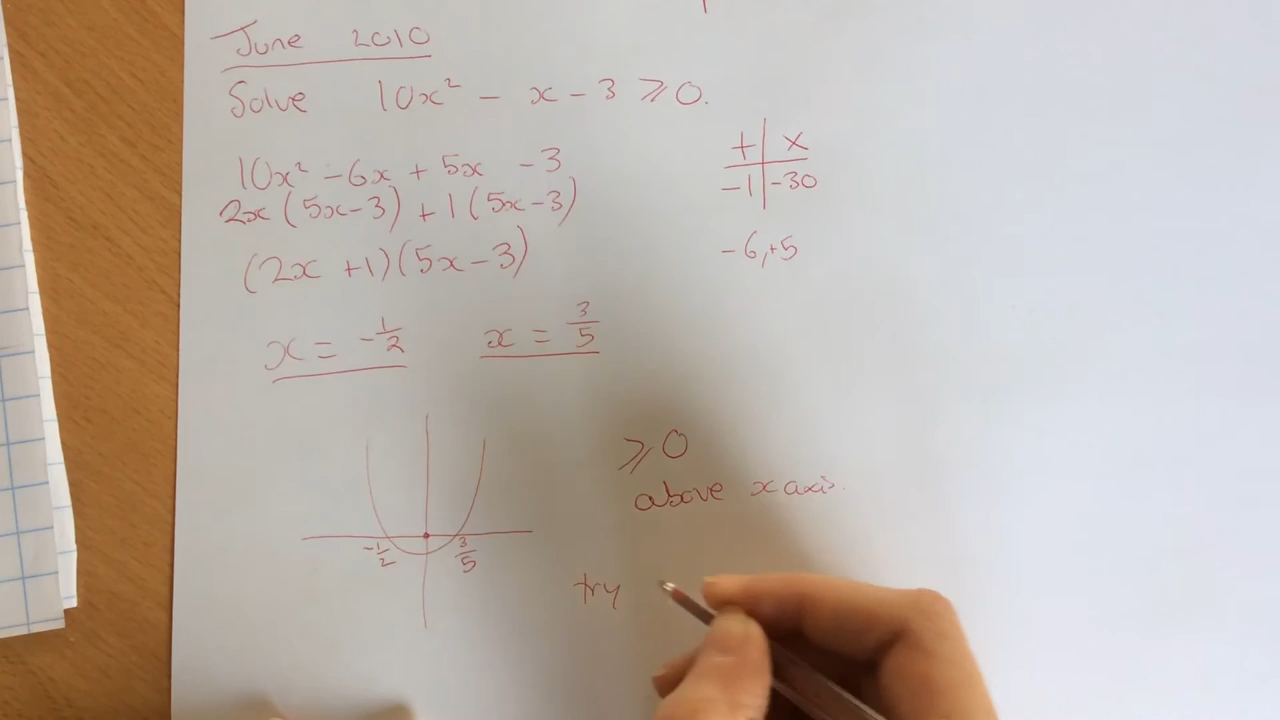 June 2010
Solve 10x² - x - 3 ⩾ 0.
10x² - 6x + 5x - 3
2x(5x-3) + 1(5x-3)
(2x +1)(5x-3)
+ | x
-1 | -30
-6,+5
x = -1/2 x = 3/5
⩾ 0
above x axis.
-1/2 3/5
try